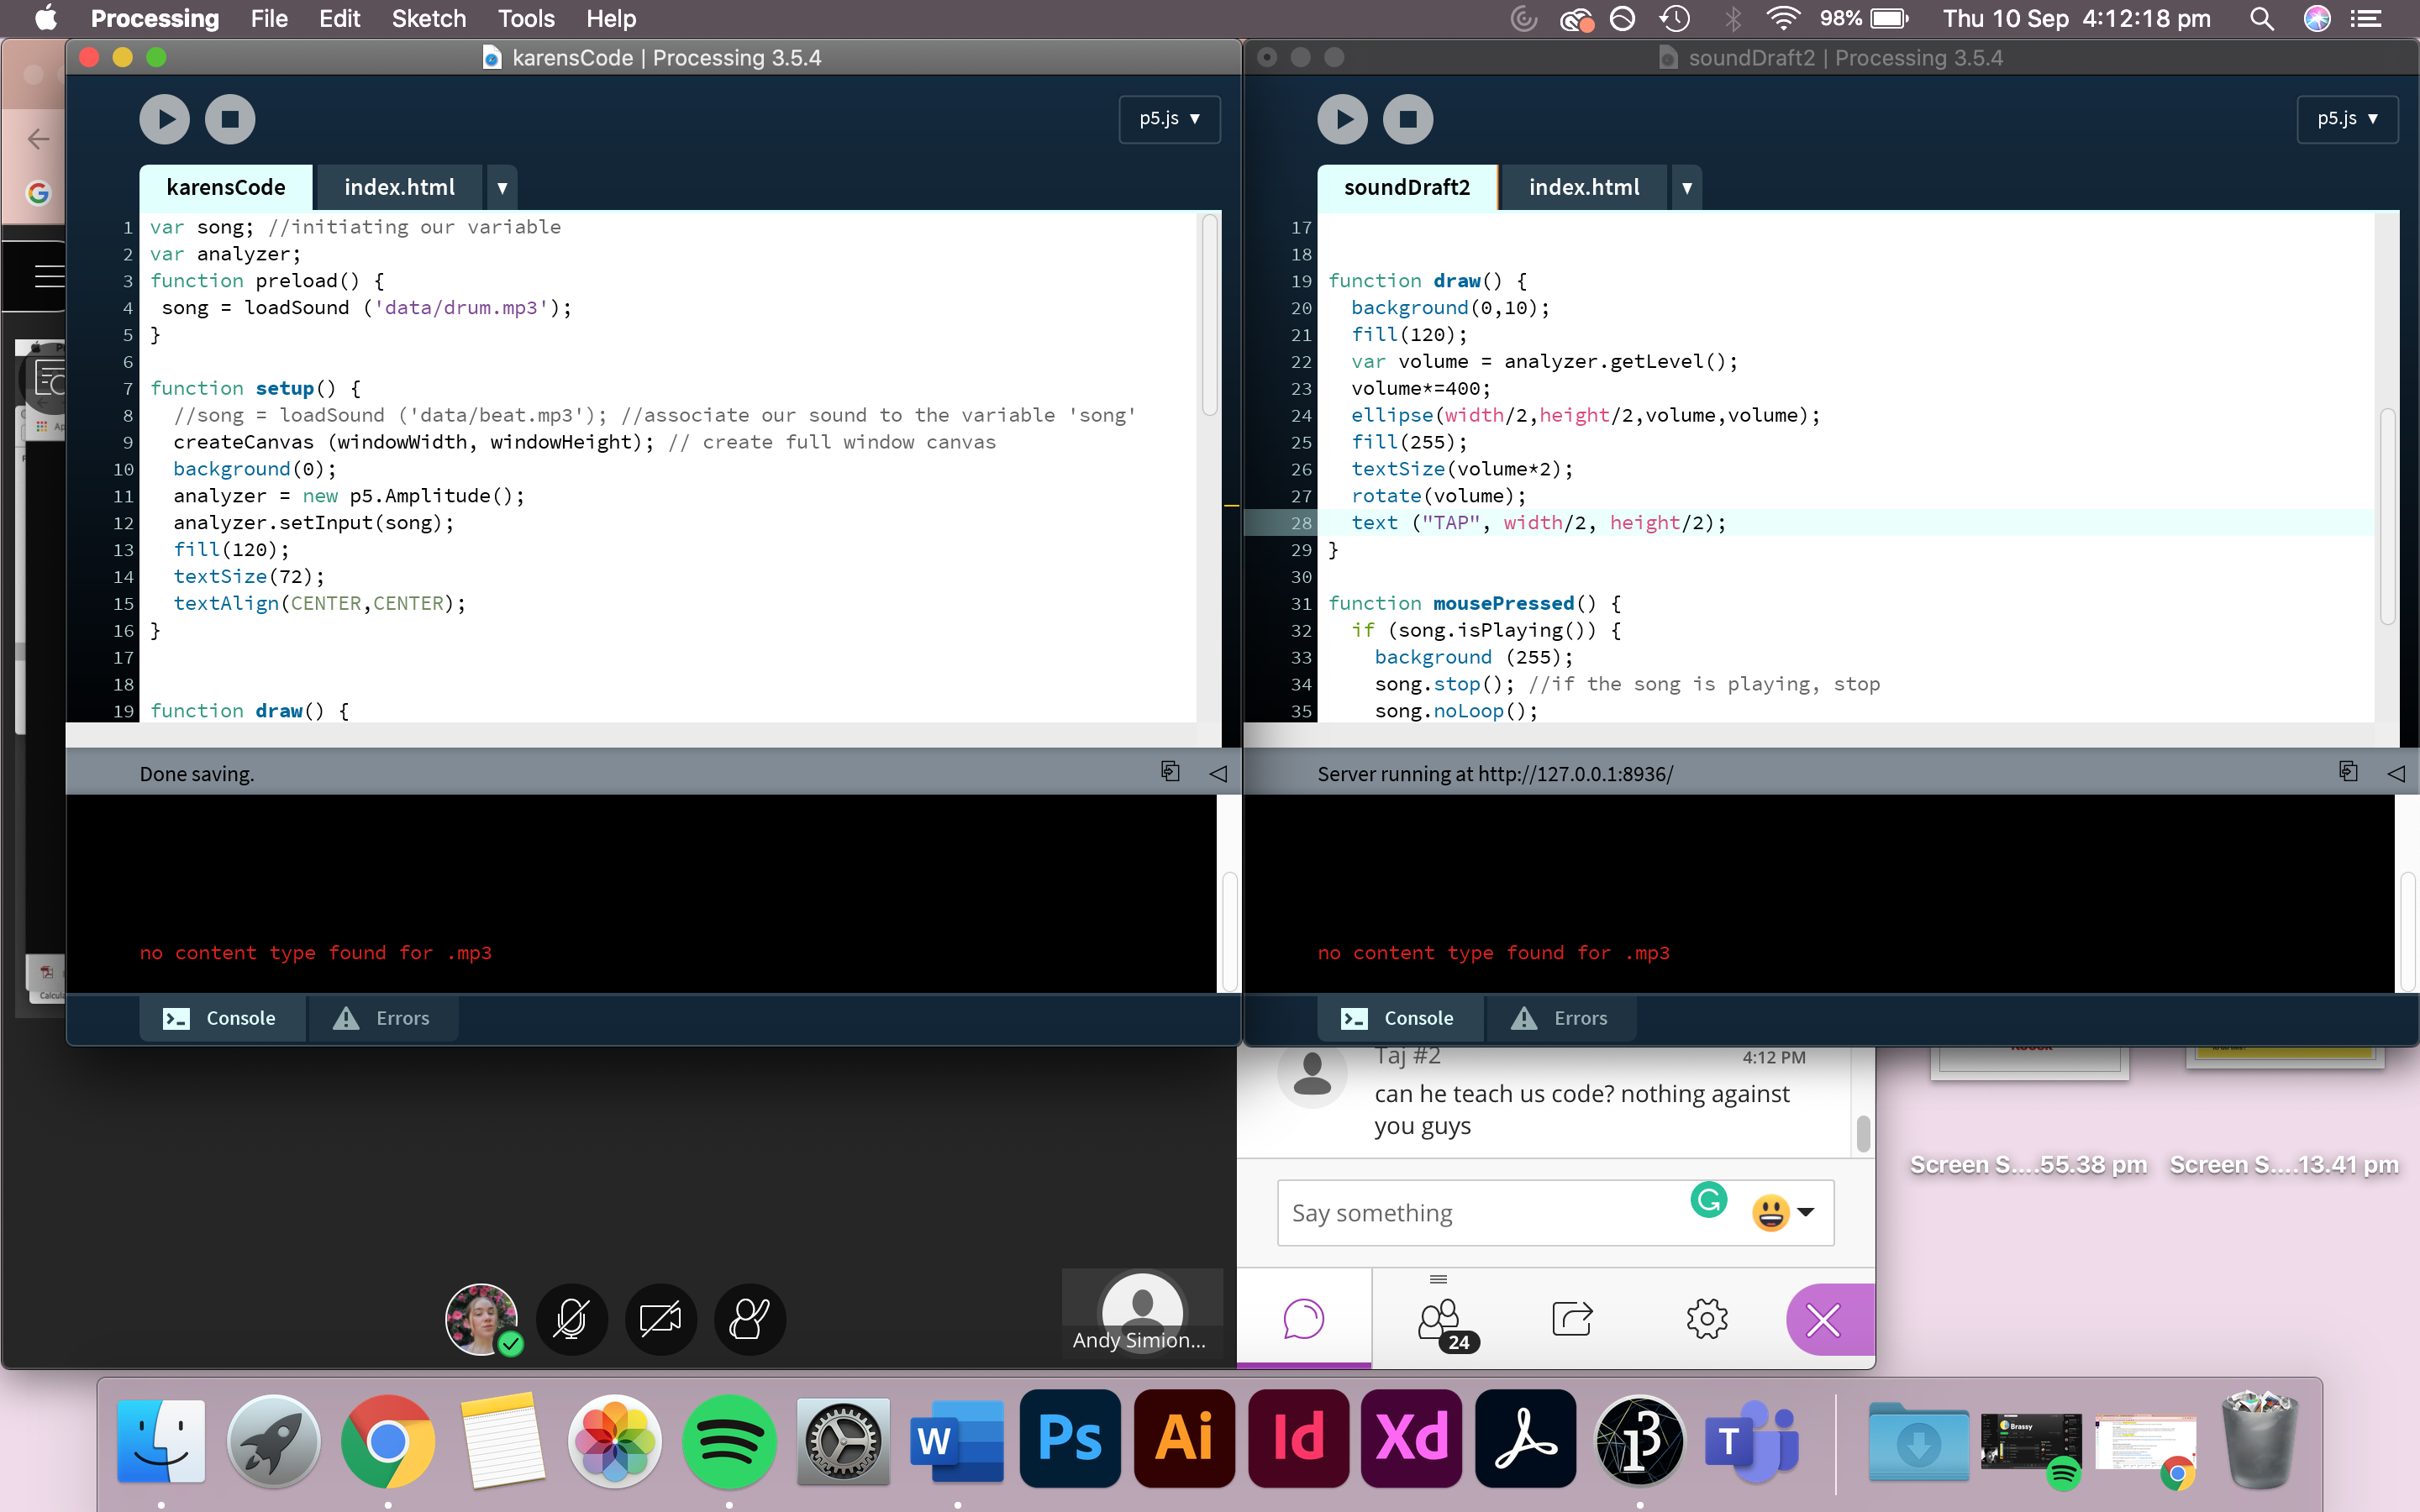 Processing File Edit Sketch Tools Help
98% Thu 10 Sep 4:12:18 pm
karensCode | Processing 3.5.4
p5.js ▼
karensCode index.html ▼
1 var song; //initiating our variable
2 var analyzer;
3 function preload() {
4 song = loadSound ('data/drum.mp3');
5 }
6
7 function setup() {
8 //song = loadSound ('data/beat.mp3'); //associate our sound to the variable 'song'
9 createCanvas (windowWidth, windowHeight); // create full window canvas
10 background(0);
11 analyzer = new p5.Amplitude();
12 analyzer.setInput(song);
13 fill(120);
14 textSize(72);
15 textAlign(CENTER,CENTER);
16 }
17
18
19 function draw() {
Done saving.
no content type found for .mp3
Console Errors
soundDraft2 | Processing 3.5.4
p5.js ▼
soundDraft2 index.html ▼
17
18
19 function draw() {
20 background(0,10);
21 fill(120);
22 var volume = analyzer.getLevel();
23 volume*=400;
24 ellipse(width/2,height/2,volume,volume);
25 fill(255);
26 textSize(volume*2);
27 rotate(volume);
28 text ("TAP", width/2, height/2);
29 }
30
31 function mousePressed() {
32 if (song.isPlaying()) {
33 background (255);
34 song.stop(); //if the song is playing, stop
35 song.noLoop();
Server running at http://127.0.0.1:8936/
no content type found for .mp3
Console Errors
Taj #2 4:12 PM
can he teach us code? nothing against
you guys
Say something
24
Andy Simion...
Screen S....55.38 pm
Screen S....13.41 pm
W Ps Ai Id Xd T